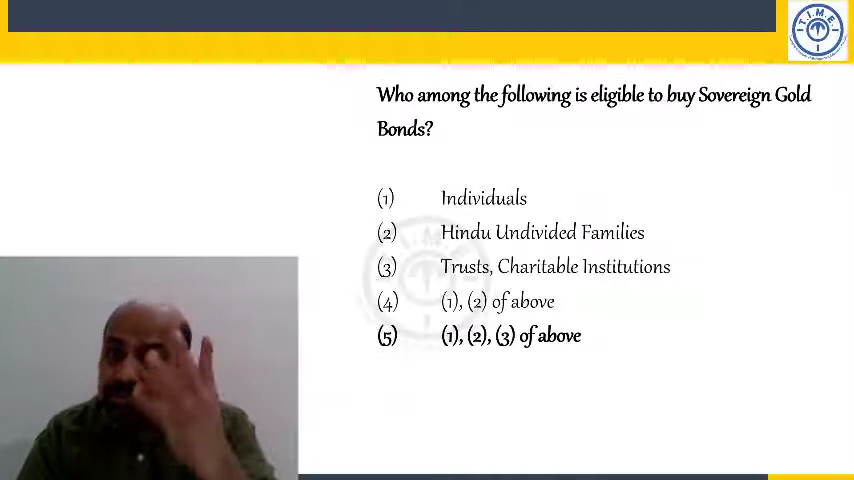 T.I.M.E.
Who among the following is eligible to buy Sovereign Gold
Bonds?
(1) Individuals
(2) Hindu Undivided Families
(3) Trusts, Charitable Institutions
(4) (1), (2) of above
(5) (1), (2), (3) of above